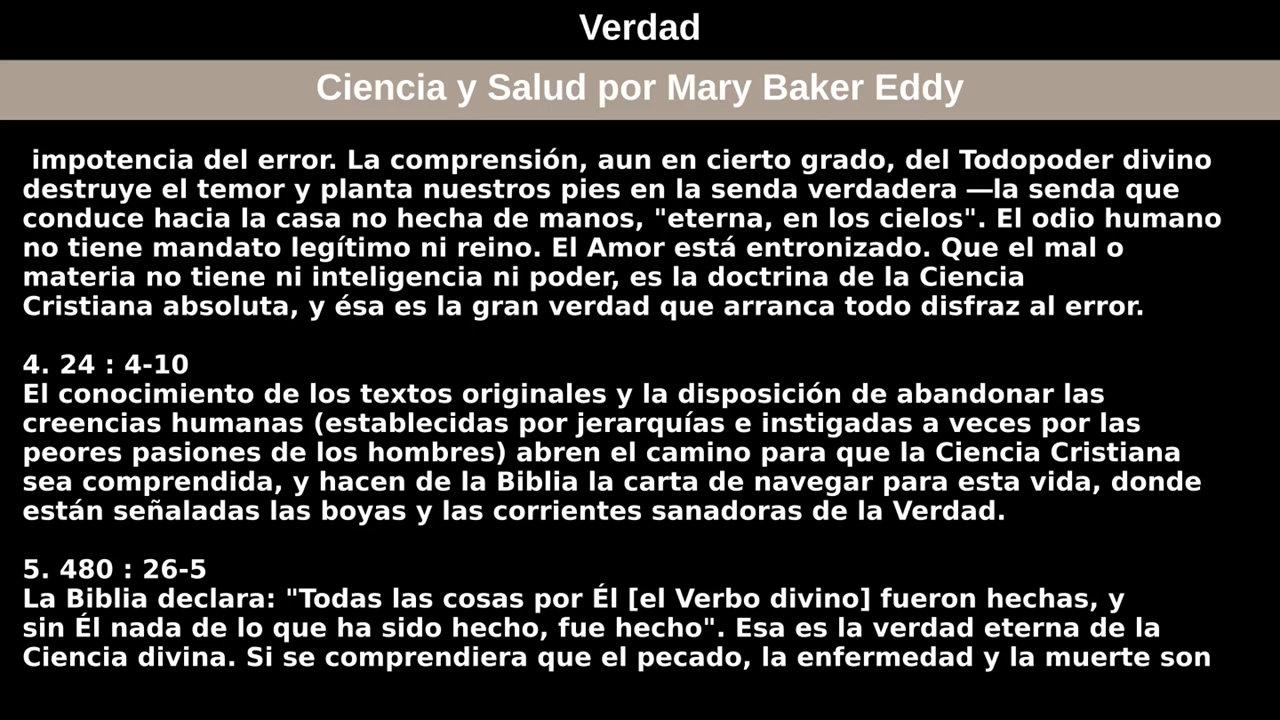 Verdad
Ciencia y Salud por Mary Baker Eddy
impotencia del error. La comprensión, aun en cierto grado, del Todopoder divino
destruye el temor y planta nuestros pies en la senda verdadera —la senda que
conduce hacia la casa no hecha de manos, "eterna, en los cielos". El odio humano
no tiene mandato legítimo ni reino. El Amor está entronizado. Que el mal o
materia no tiene ni inteligencia ni poder, es la doctrina de la Ciencia
Cristiana absoluta, y ésa es la gran verdad que arranca todo disfraz al error.
4. 24 : 4-10
El conocimiento de los textos originales y la disposición de abandonar las
creencias humanas (establecidas por jerarquías e instigadas a veces por las
peores pasiones de los hombres) abren el camino para que la Ciencia Cristiana
sea comprendida, y hacen de la Biblia la carta de navegar para esta vida, donde
están señaladas las boyas y las corrientes sanadoras de la Verdad.
5. 480 : 26-5
La Biblia declara: "Todas las cosas por Él [el Verbo divino] fueron hechas, y
sin Él nada de lo que ha sido hecho, fue hecho". Esa es la verdad eterna de la
Ciencia divina. Si se comprendiera que el pecado, la enfermedad y la muerte son